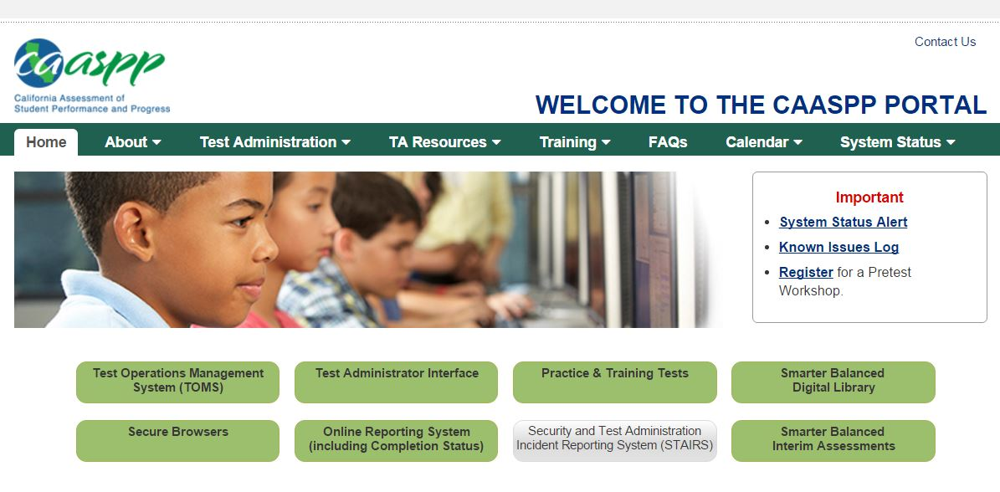 Contact Us
caaspp
California Assessment of
Student Performance and Progress
WELCOME TO THE CAASPP PORTAL
Home About Test Administration TA Resources Training FAQs Calendar System Status
Important
• System Status Alert
• Known Issues Log
• Register for a Pretest
Workshop.
Test Operations Management
System (TOMS)
Test Administrator Interface
Practice & Training Tests
Smarter Balanced
Digital Library
Secure Browsers
Online Reporting System
(including Completion Status)
Security and Test Administration
Incident Reporting System (STAIRS)
Smarter Balanced
Interim Assessments